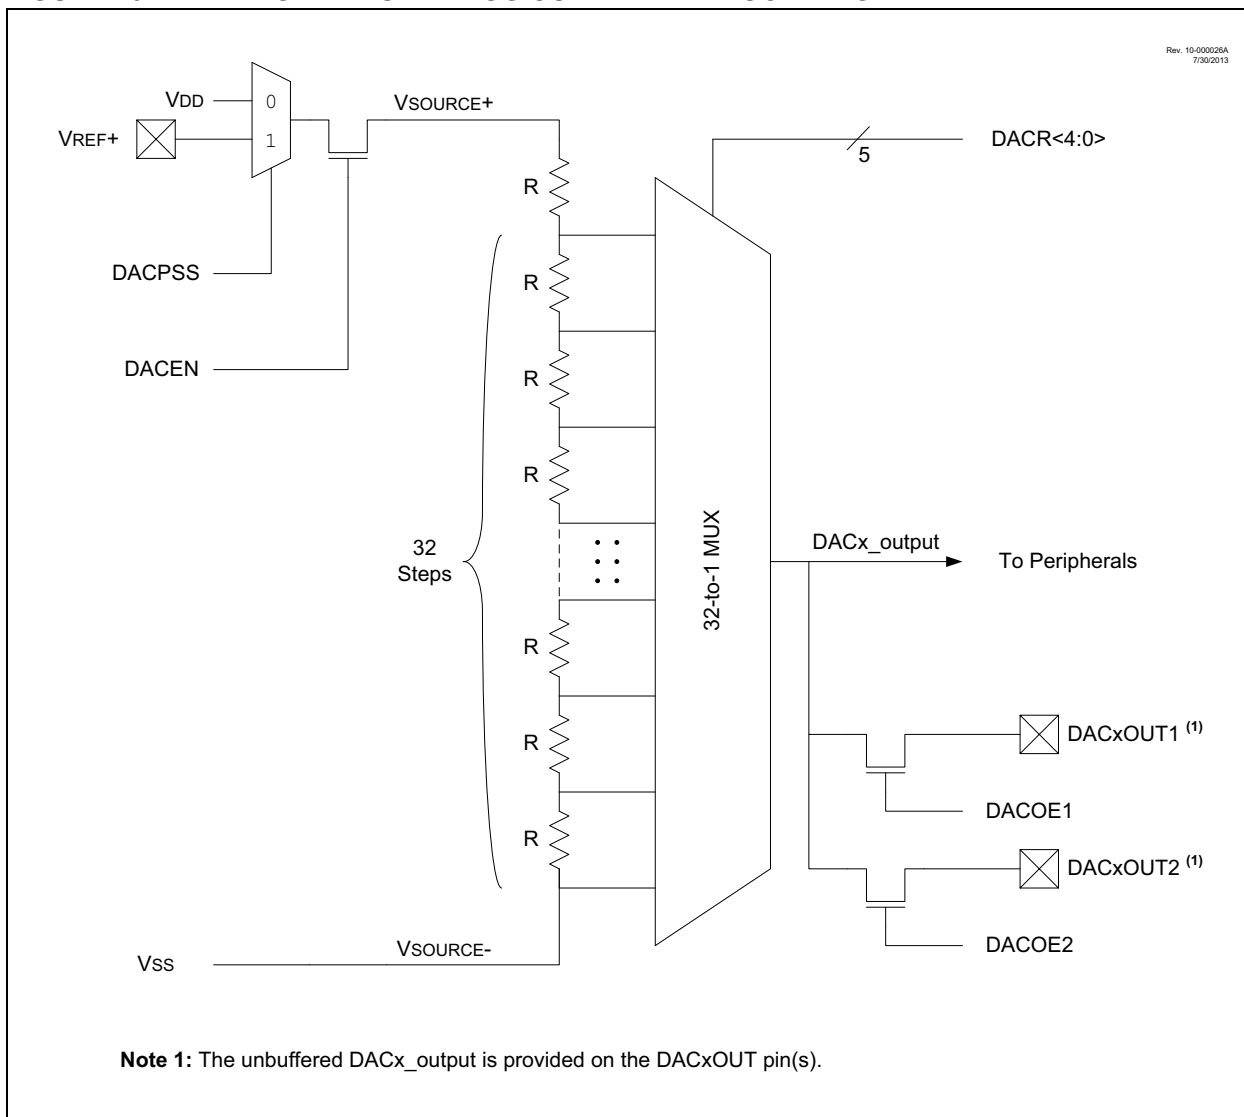 Rev. 10-000026A
7/30/2013
VDD
0
VSOURCE+
VREF+
1
DACR<4:0>
5
R
R
DACPSS
R
DACEN
R
32
Steps
32-to-1 MUX
DACx_output
To Peripherals
R
R
DACxOUT1 (1)
DACOE1
R
DACxOUT2 (1)
DACOE2
VSOURCE-
VSS
Note 1: The unbuffered DACx_output is provided on the DACxOUT pin(s).